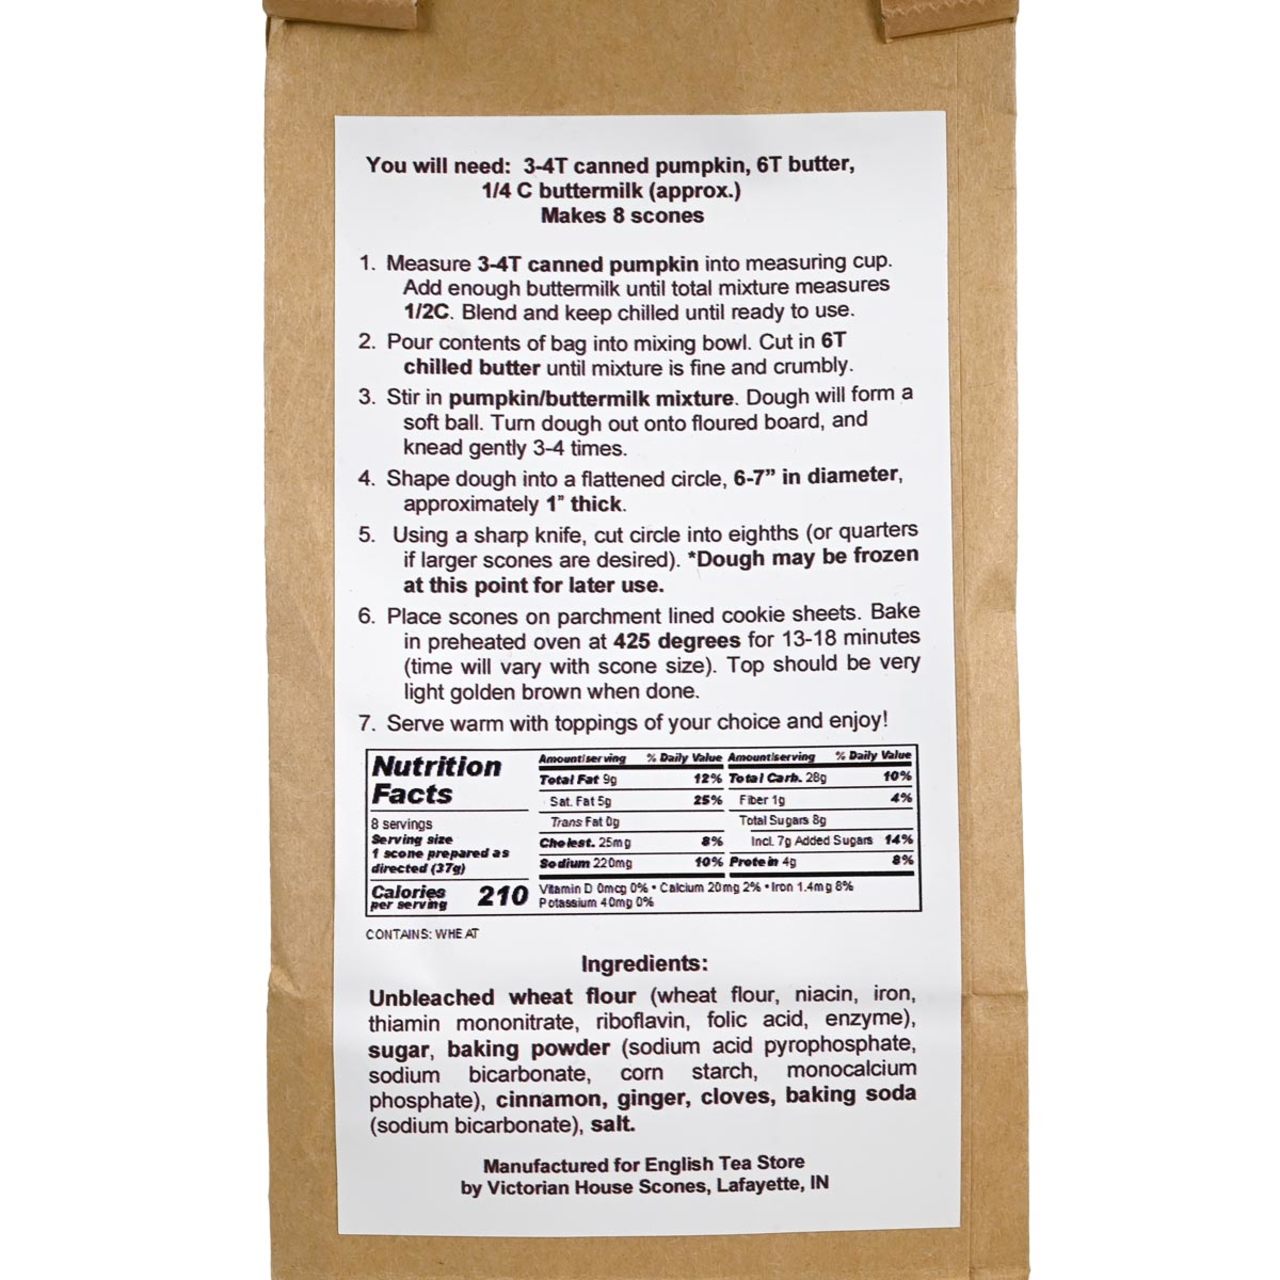 You will need: 3-4T canned pumpkin, 6T butter,
1/4 C buttermilk (approx.)
Makes 8 scones
1. Measure 3-4T canned pumpkin into measuring cup.
Add enough buttermilk until total mixture measures
1/2C. Blend and keep chilled until ready to use.
2. Pour contents of bag into mixing bowl. Cut in 6T
chilled butter until mixture is fine and crumbly.
3. Stir in pumpkin/buttermilk mixture. Dough will form a
soft ball. Turn dough out onto floured board, and
knead gently 3-4 times.
4. Shape dough into a flattened circle, 6-7” in diameter,
approximately 1” thick.
5. Using a sharp knife, cut circle into eighths (or quarters
if larger scones are desired). *Dough may be frozen
at this point for later use.
6. Place scones on parchment lined cookie sheets. Bake
in preheated oven at 425 degrees for 13-18 minutes
(time will vary with scone size). Top should be very
light golden brown when done.
7. Serve warm with toppings of your choice and enjoy!
Nutrition
Facts
8 servings
Serving size
1 scone prepared as
directed (37g)
Calories
per serving 210
Amount/serving % Daily Value Amount/serving % Daily Value
Total Fat 9g 12% Total Carb. 28g 10%
Sat. Fat 5g 25% Fiber 1g 4%
Trans Fat 0g Total Sugars 8g
Cholest. 25mg 8% Incl. 7g Added Sugars 14%
Sodium 220mg 10% Protein 4g 8%
Vitamin D 0mcg 0% • Calcium 20mg 2% • Iron 1.4mg 8%
Potassium 40mg 0%
CONTAINS: WHEAT
Ingredients:
Unbleached wheat flour (wheat flour, niacin, iron,
thiamin mononitrate, riboflavin, folic acid, enzyme),
sugar, baking powder (sodium acid pyrophosphate,
sodium bicarbonate, corn starch, monocalcium
phosphate), cinnamon, ginger, cloves, baking soda
(sodium bicarbonate), salt.
Manufactured for English Tea Store
by Victorian House Scones, Lafayette, IN